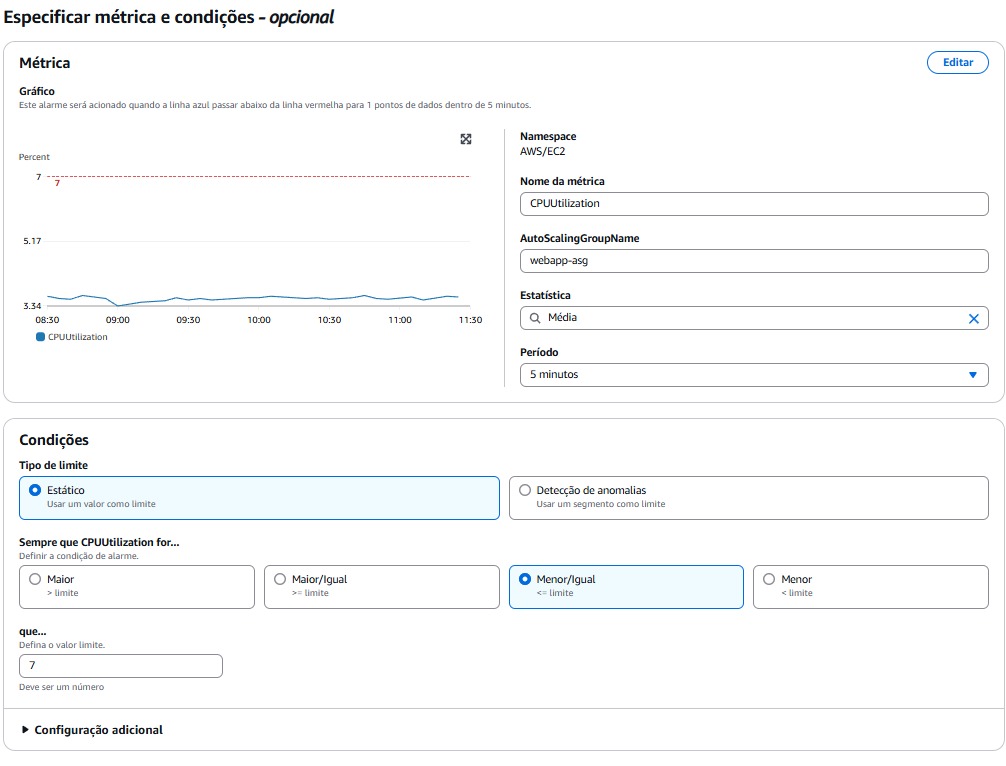 Especificar métrica e condições - opcional
Métrica
Editar
Gráfico
Este alarme será acionado quando a linha azul passar abaixo da linha vermelha para 1 pontos de dados dentro de 5 minutos.
Percent
7
7
5.17
3.34
08:30 09:00 09:30 10:00 10:30 11:00 11:30
CPUUtilization
Namespace
AWS/EC2
Nome da métrica
CPUUtilization
AutoScalingGroupName
webapp-asg
Estatística
Média
Período
5 minutos
Condições
Tipo de limite
Estático
Usar um valor como limite
Detecção de anomalias
Usar um segmento como limite
Sempre que CPUUtilization for...
Definir a condição de alarme.
Maior
> limite
Maior/Igual
>= limite
Menor/Igual
<= limite
Menor
< limite
que...
Defina o valor limite.
7
Deve ser um número
Configuração adicional